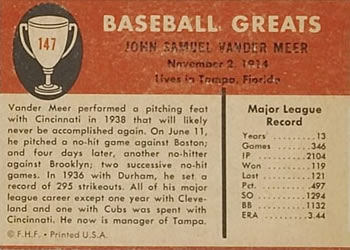 BASEBALL GREATS
147
JOHN SAMUEL VANDER MEER
November 2, 1914
Lives in Tampa, Florida
Vander Meer performed a pitching feat
with Cincinnati in 1938 that will likely
never be accomplished again. On June 11,
he pitched a no-hit game against Boston;
and four days later, another no-hitter
against Brooklyn; two successive no-hit
games. In 1936 with Durham, he set a
record of 295 strikeouts. All of his major
league career except one year with Cleve-
land and one with Cubs was spent with
Cincinnati. He now is manager of Tampa.
© F.H.F. • Printed U.S.A.
Major League
Record
Years 13
Games 346
IP 2104
Won 119
Lost 121
Pct. .497
SO 1294
BB 1132
ERA 3.44